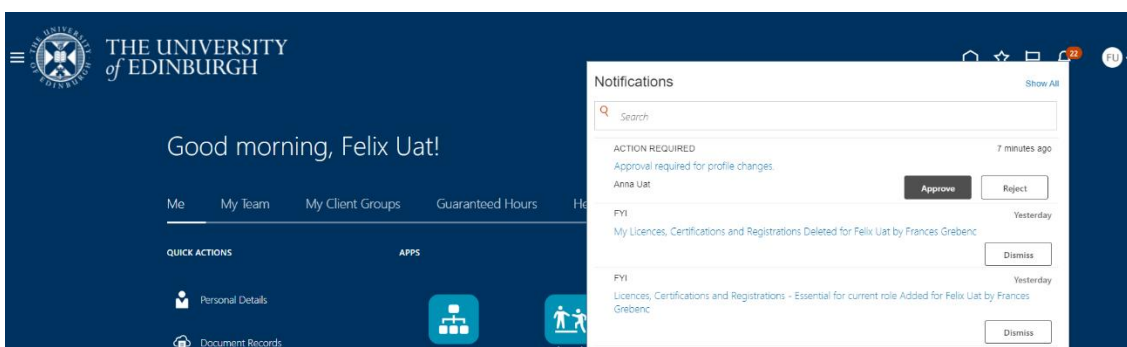 THE UNIVERSITY
of EDINBURGH
22
FU
Notifications
Show All
Search
Good morning, Felix Uat!
ACTION REQUIRED
7 minutes ago
Approval required for profile changes
Anna Uat
Approve
Reject
Me
My Team
My Client Groups
Guaranteed Hours
He
FYI
Yesterday
My Licences, Certifications and Registrations Deleted for Felix Uat by Frances Grebenc
Dismiss
QUICK ACTIONS
APPS
FYI
Yesterday
Licences, Certifications and Registrations - Essential for current role Added for Felix Uat by Frances
Grebenc
Dismiss
Personal Details
Document Records